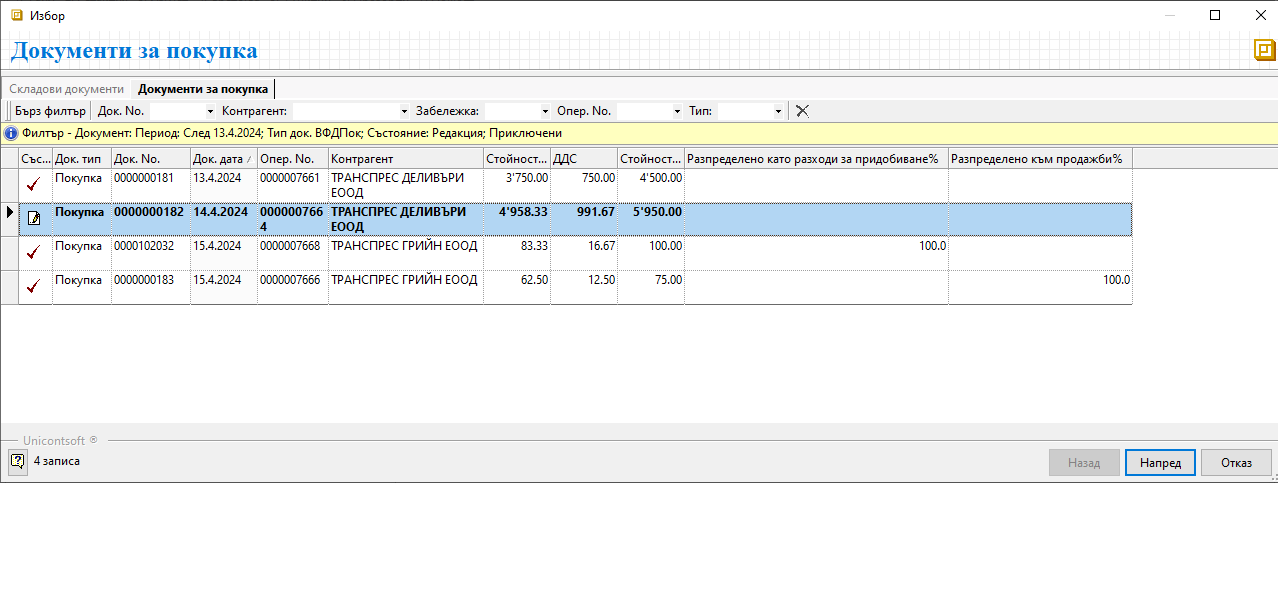 Избор
Документи за покупка
Складови документи Документи за покупка
Бърз филтър Док. No. Контрагент: Забележка: Опер. No. Тип:
Филтър - Документ: Период: След 13.4.2024; Тип док. ВФДПок; Състояние: Редакция; Приключени
Със... Док. тип Док. No. Док. дата Опер. No. Контрагент Стойност... ДДС Стойност... Разпределено като разходи за придобиване% Разпределено към продажби%
Покупка 0000000181 13.4.2024 0000007661 ТРАНСПРЕС ДЕЛИВЪРИ 3'750.00 750.00 4'500.00
ЕООД
Покупка 0000000182 14.4.2024 000000766 ТРАНСПРЕС ДЕЛИВЪРИ 4'958.33 991.67 5'950.00
4 ЕООД
Покупка 0000102032 15.4.2024 0000007668 ТРАНСПРЕС ГРИЙН ЕООД 83.33 16.67 100.00 100.0
Покупка 0000000183 15.4.2024 0000007666 ТРАНСПРЕС ГРИЙН ЕООД 62.50 12.50 75.00 100.0
Unicontsoft ®
4 записа
Назад Напред Отказ